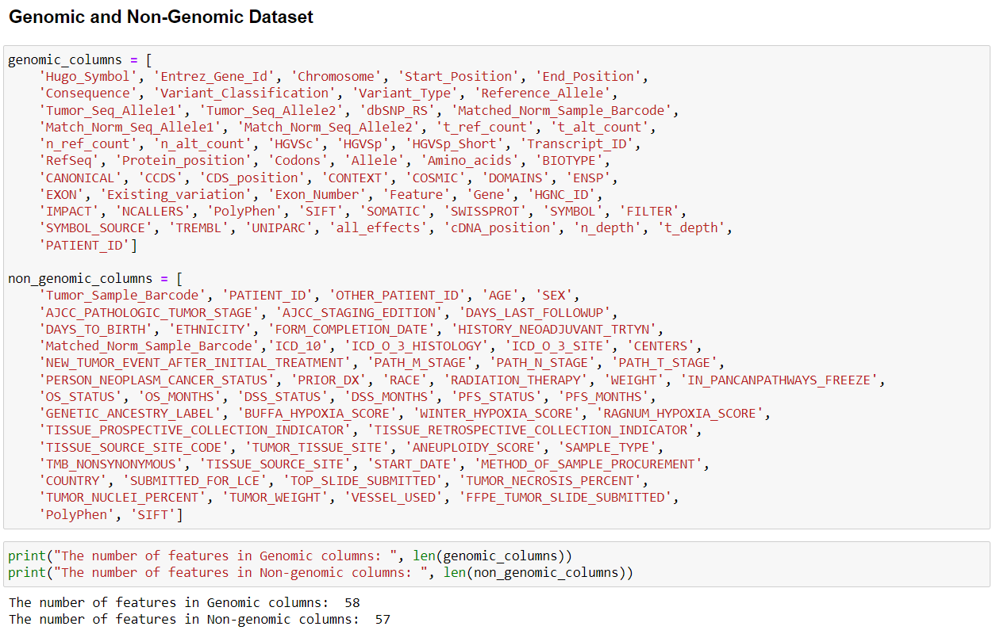 Genomic and Non-Genomic Dataset
genomic_columns = [
    'Hugo_Symbol', 'Entrez_Gene_Id', 'Chromosome', 'Start_Position', 'End_Position',
    'Consequence', 'Variant_Classification', 'Variant_Type', 'Reference_Allele',
    'Tumor_Seq_Allele1', 'Tumor_Seq_Allele2', 'dbSNP_RS', 'Matched_Norm_Sample_Barcode',
    'Match_Norm_Seq_Allele1', 'Match_Norm_Seq_Allele2', 't_ref_count', 't_alt_count',
    'n_ref_count', 'n_alt_count', 'HGVSc', 'HGVSp', 'HGVSp_Short', 'Transcript_ID',
    'RefSeq', 'Protein_position', 'Codons', 'Allele', 'Amino_acids', 'BIOTYPE',
    'CANONICAL', 'CCDS', 'CDS_position', 'CONTEXT', 'COSMIC', 'DOMAINS', 'ENSP',
    'EXON', 'Existing_variation', 'Exon_Number', 'Feature', 'Gene', 'HGNC_ID',
    'IMPACT', 'NCALLERS', 'PolyPhen', 'SIFT', 'SOMATIC', 'SWISSPROT', 'SYMBOL', 'FILTER',
    'SYMBOL_SOURCE', 'TREMBL', 'UNIPARC', 'all_effects', 'cDNA_position', 'n_depth', 't_depth',
    'PATIENT_ID']
non_genomic_columns = [
    'Tumor_Sample_Barcode', 'PATIENT_ID', 'OTHER_PATIENT_ID', 'AGE', 'SEX',
    'AJCC_PATHOLOGIC_TUMOR_STAGE', 'AJCC_STAGING_EDITION', 'DAYS_LAST_FOLLOWUP',
    'DAYS_TO_BIRTH', 'ETHNICITY', 'FORM_COMPLETION_DATE', 'HISTORY_NEOADJUVANT_TRTYN',
    'Matched_Norm_Sample_Barcode','ICD_10', 'ICD_O_3_HISTOLOGY', 'ICD_O_3_SITE', 'CENTERS',
    'NEW_TUMOR_EVENT_AFTER_INITIAL_TREATMENT', 'PATH_M_STAGE', 'PATH_N_STAGE', 'PATH_T_STAGE',
    'PERSON_NEOPLASM_CANCER_STATUS', 'PRIOR_DX', 'RACE', 'RADIATION_THERAPY', 'WEIGHT', 'IN_PANCANPATHWAYS_FREEZE',
    'OS_STATUS', 'OS_MONTHS', 'DSS_STATUS', 'DSS_MONTHS', 'PFS_STATUS', 'PFS_MONTHS',
    'GENETIC_ANCESTRY_LABEL', 'BUFFA_HYPOXIA_SCORE', 'WINTER_HYPOXIA_SCORE', 'RAGNUM_HYPOXIA_SCORE',
    'TISSUE_PROSPECTIVE_COLLECTION_INDICATOR', 'TISSUE_RETROSPECTIVE_COLLECTION_INDICATOR',
    'TISSUE_SOURCE_SITE_CODE', 'TUMOR_TISSUE_SITE', 'ANEUPLOIDY_SCORE', 'SAMPLE_TYPE',
    'TMB_NONSYNONYMOUS', 'TISSUE_SOURCE_SITE', 'START_DATE', 'METHOD_OF_SAMPLE_PROCUREMENT',
    'COUNTRY', 'SUBMITTED_FOR_LCE', 'TOP_SLIDE_SUBMITTED', 'TUMOR_NECROSIS_PERCENT',
    'TUMOR_NUCLEI_PERCENT', 'TUMOR_WEIGHT', 'VESSEL_USED', 'FFPE_TUMOR_SLIDE_SUBMITTED',
    'PolyPhen', 'SIFT']
print("The number of features in Genomic columns: ", len(genomic_columns))
print("The number of features in Non-genomic columns: ", len(non_genomic_columns))
The number of features in Genomic columns:  58
The number of features in Non-genomic columns:  57